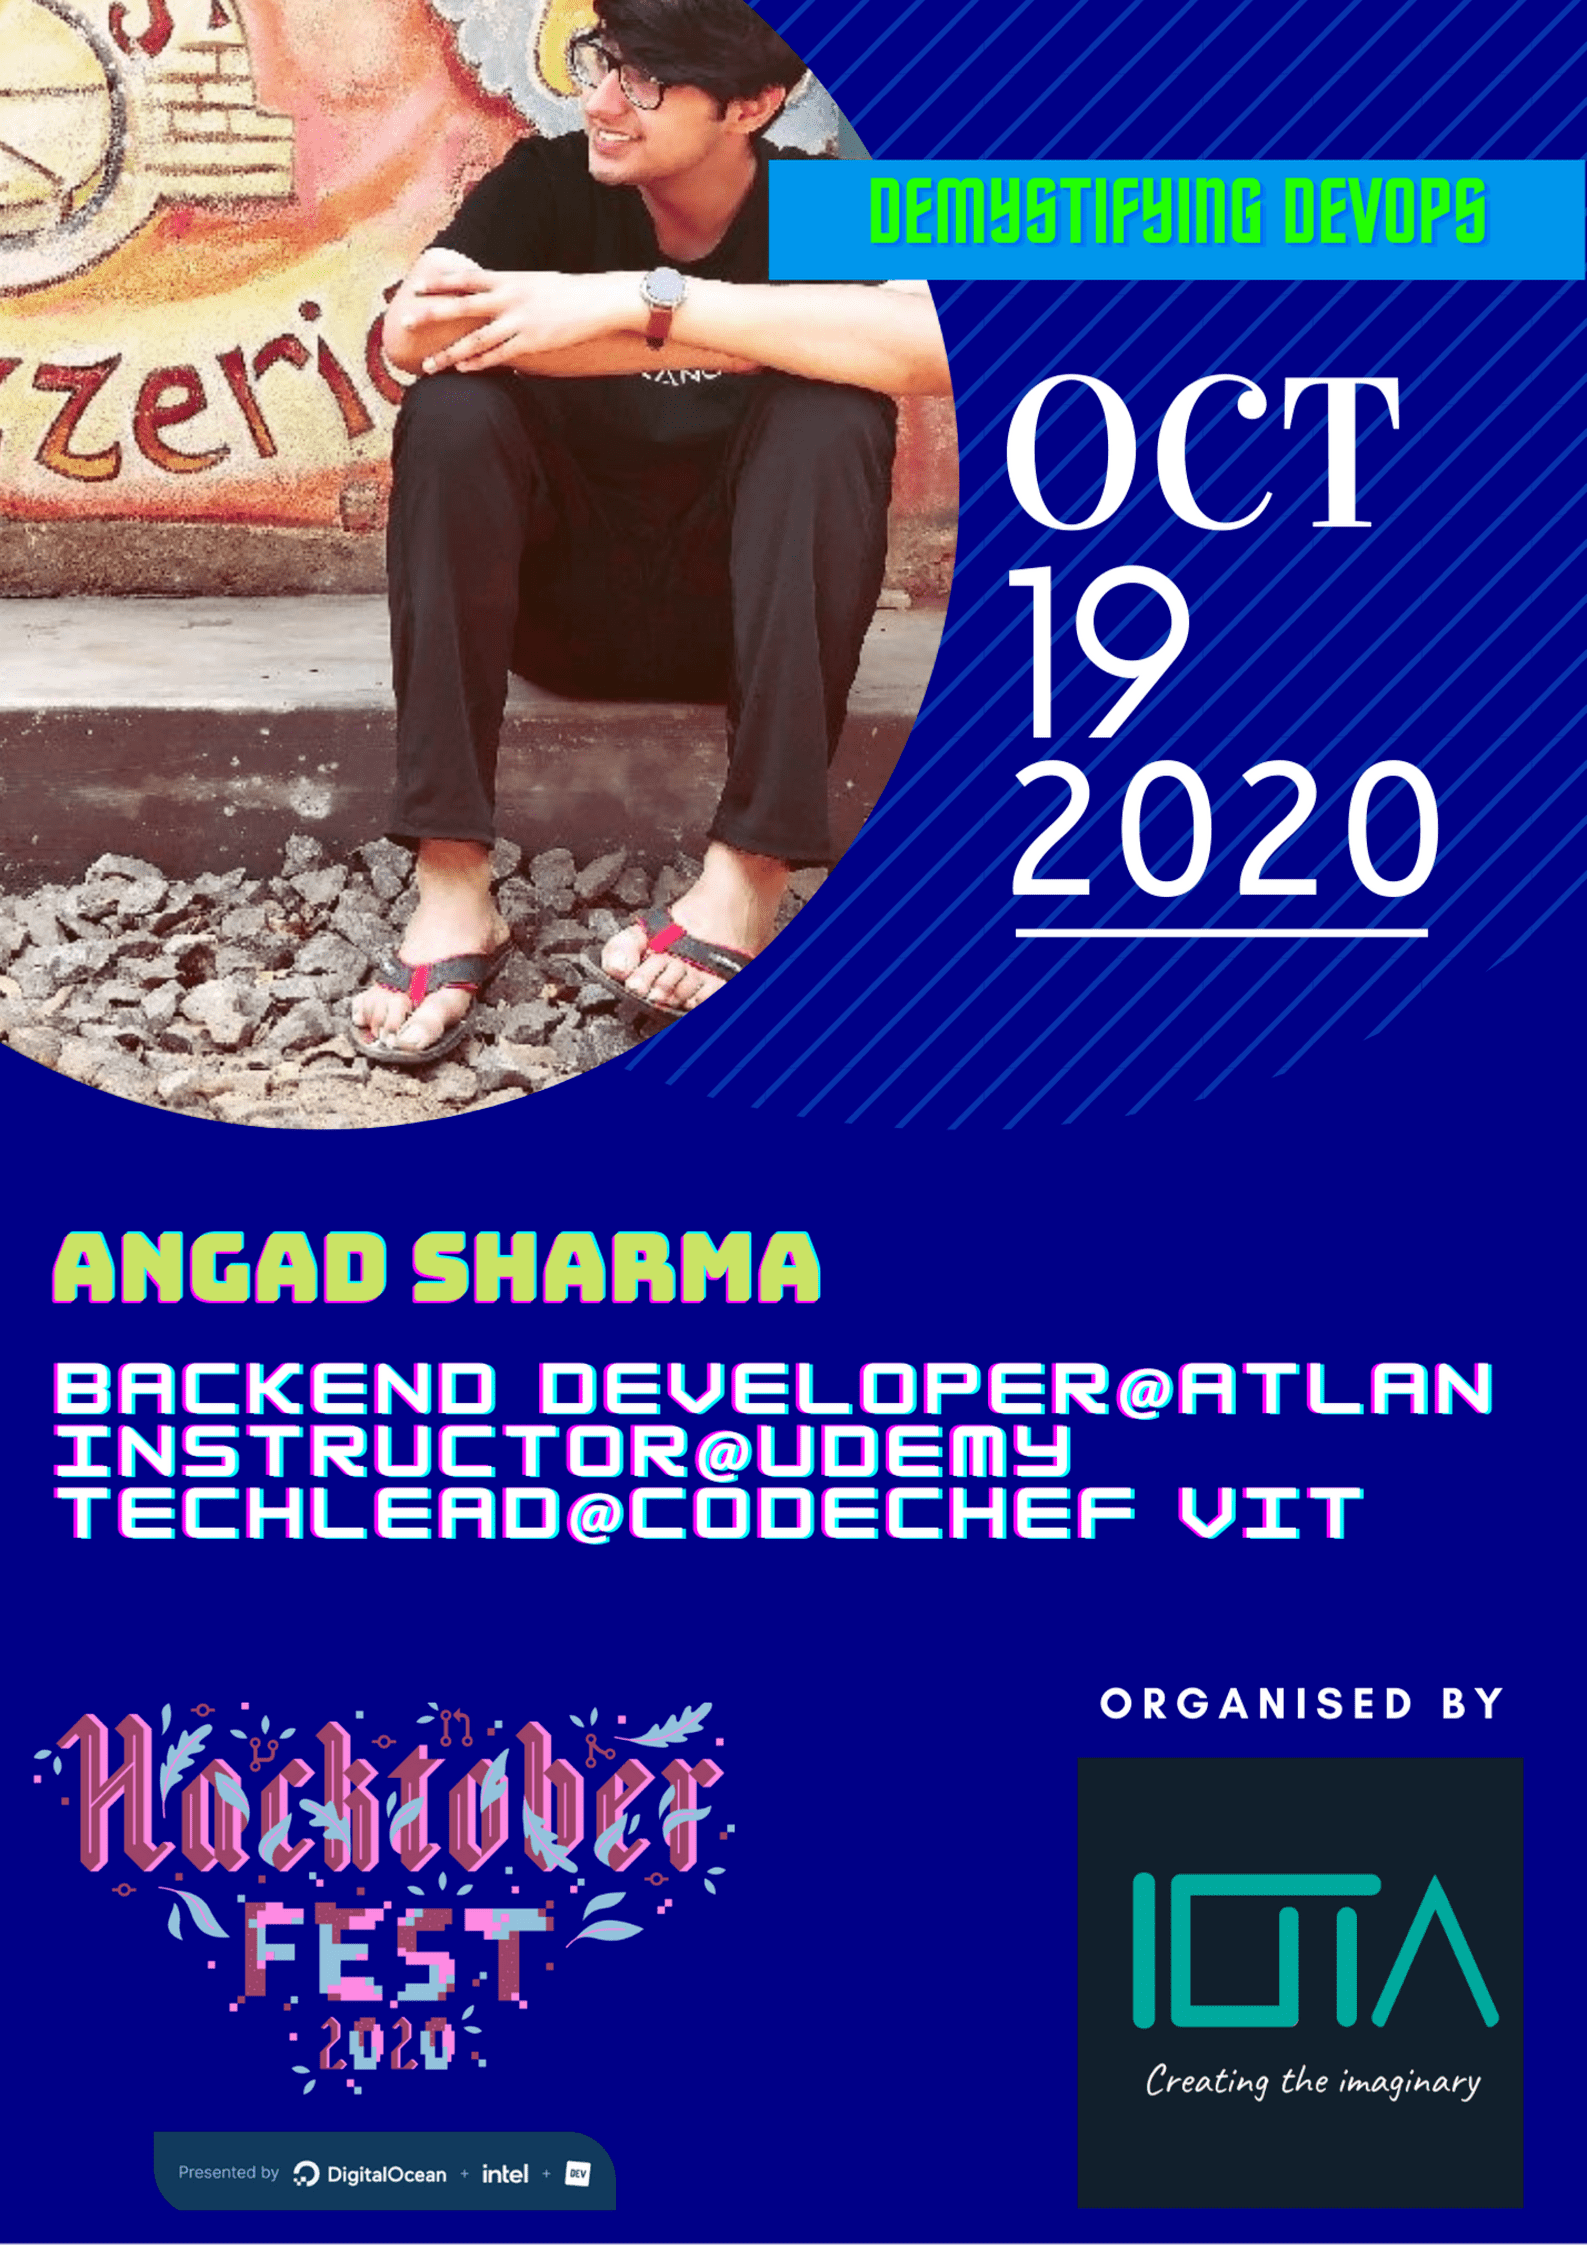 zzeria
DEMYSTIFYING DEVOPS
OCT
19
2020
ANGAD SHARMA
BACKEND DEVELOPER@ATLAN
INSTRUCTOR@UDEMY
TECHLEAD@CODECHEF VIT
Hacktober
FEST
2020
Presented by DigitalOcean + intel + DEV
ORGANISED BY
IOTA
Creating the imaginary